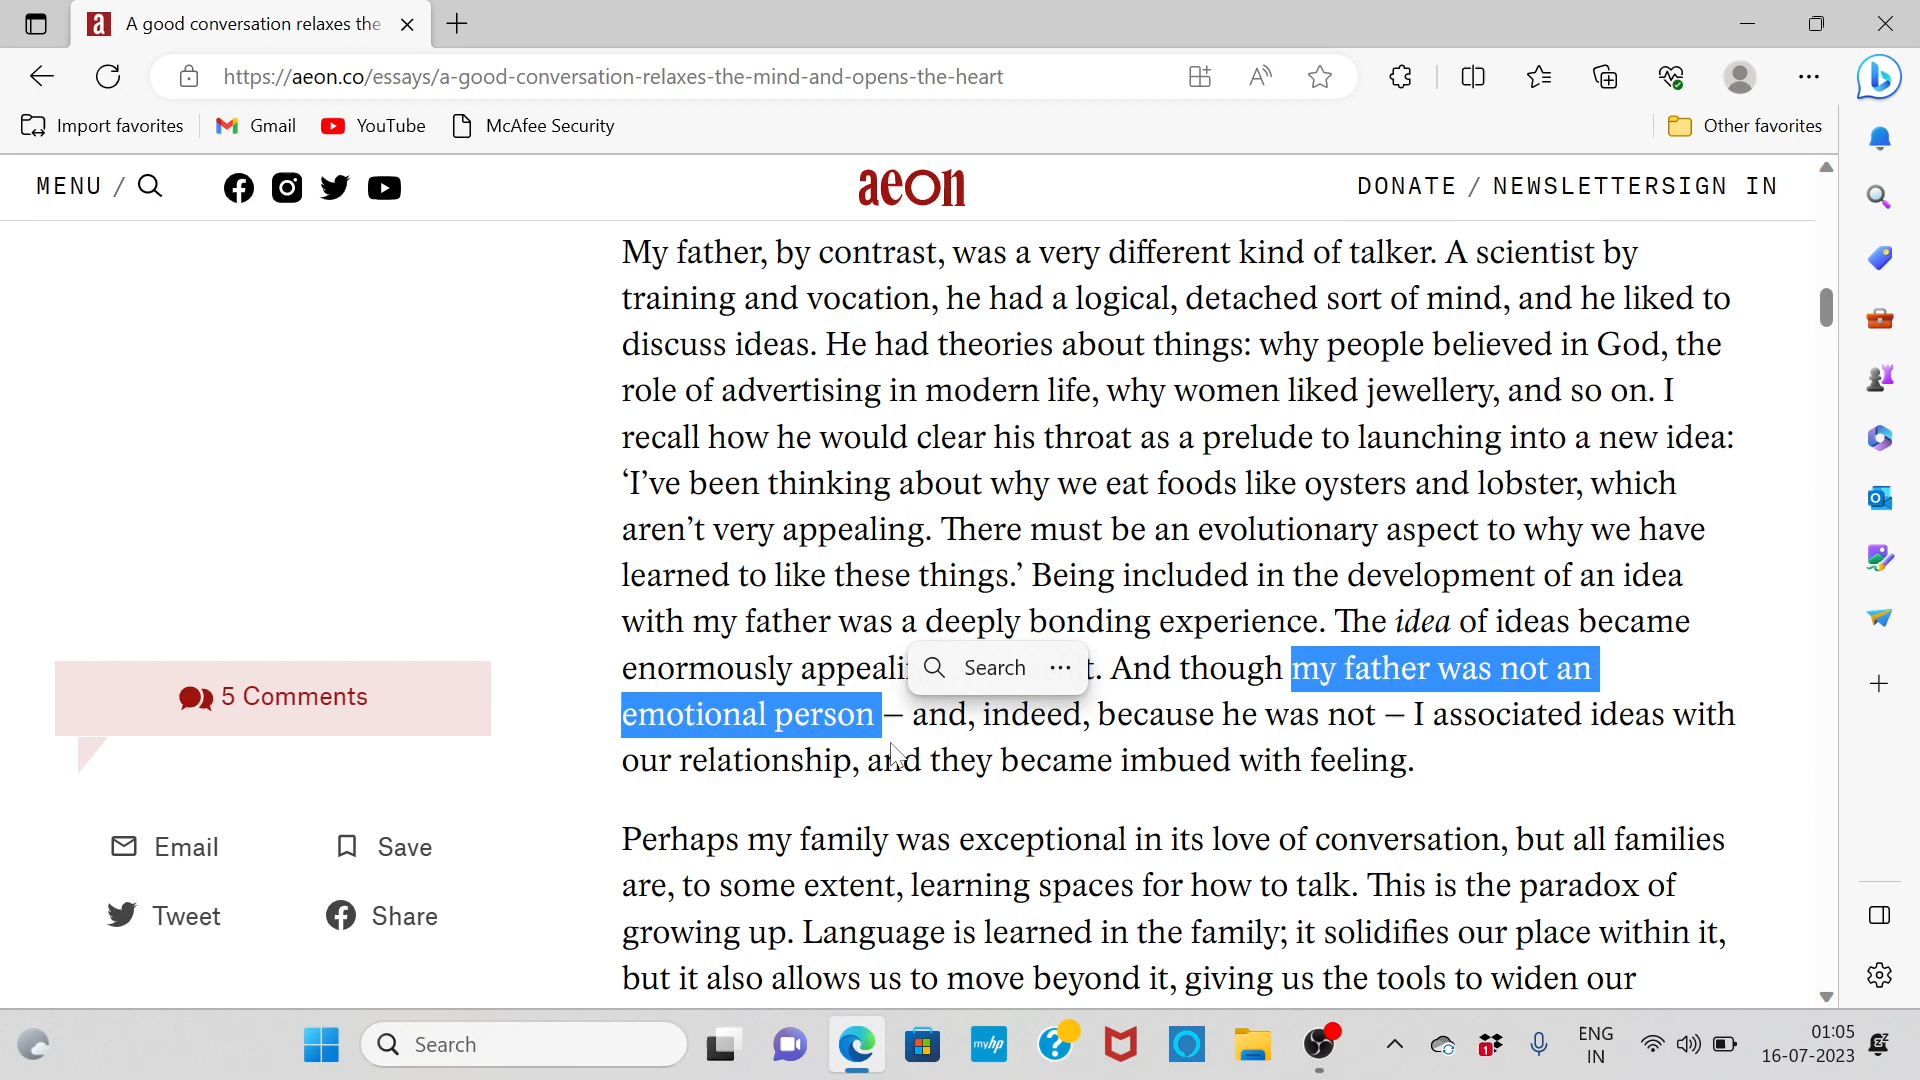 A good conversation relaxes the
https://aeon.co/essays/a-good-conversation-relaxes-the-mind-and-opens-the-heart
Import favorites
Gmail
YouTube
McAfee Security
Other favorites
MENU /
aeon
DONATE / NEWSLETTERSIGN IN
My father, by contrast, was a very different kind of talker. A scientist by
training and vocation, he had a logical, detached sort of mind, and he liked to
discuss ideas. He had theories about things: why people believed in God, the
role of advertising in modern life, why women liked jewellery, and so on. I
recall how he would clear his throat as a prelude to launching into a new idea:
‘I’ve been thinking about why we eat foods like oysters and lobster, which
aren’t very appealing. There must be an evolutionary aspect to why we have
learned to like these things.’ Being included in the development of an idea
with my father was a deeply bonding experience. The idea of ideas became
enormously appeali
Search
t. And though my father was not an
emotional person – and, indeed, because he was not – I associated ideas with
our relationship, and they became imbued with feeling.
5 Comments
Email
Save
Tweet
Share
Perhaps my family was exceptional in its love of conversation, but all families
are, to some extent, learning spaces for how to talk. This is the paradox of
growing up. Language is learned in the family; it solidifies our place within it,
but it also allows us to move beyond it, giving us the tools to widen our
Search
myhp
1
ENG
IN
01:05
16-07-2023